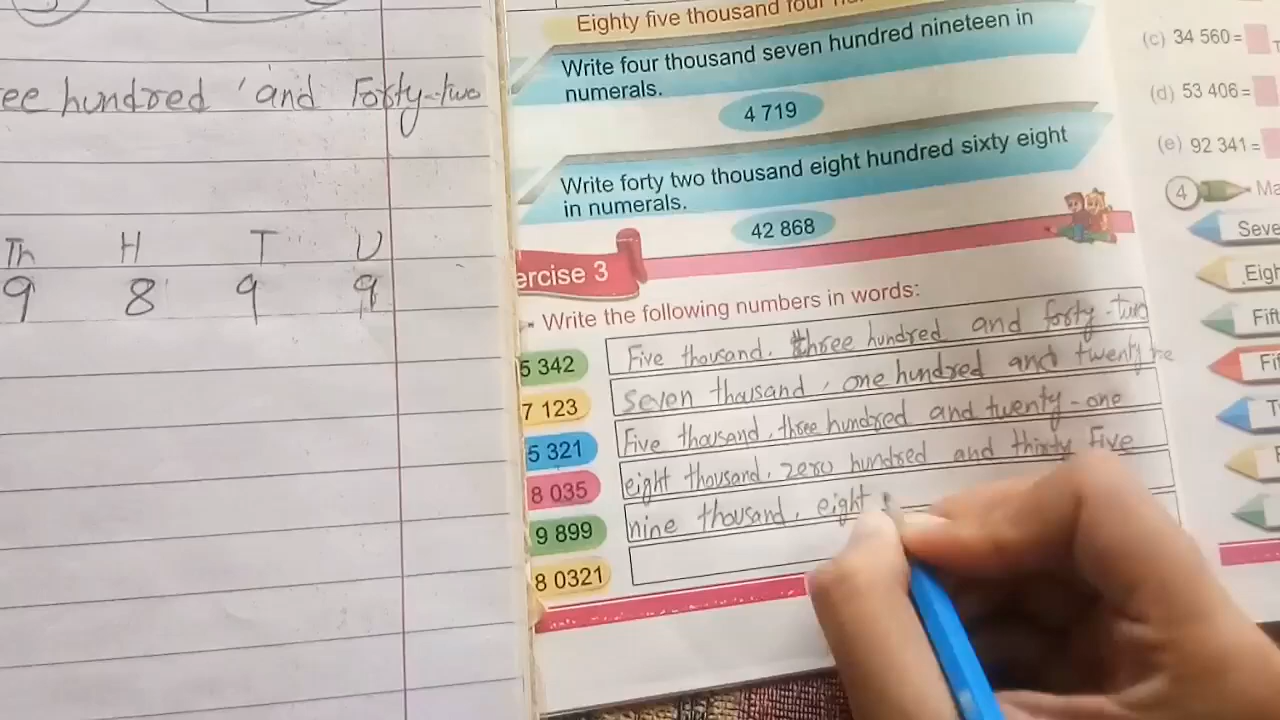 ee hundred and Forty-two
Th H T U
9 8 9 9
Eighty five thousand four
Write four thousand seven hundred nineteen in
numerals.
4 719
Write forty two thousand eight hundred sixty eight
in numerals.
42 868
ercise 3
Write the following numbers in words:
5 342 Five thousand, three hundred and forty-two
7 123 seven thousand, one hundred and twenty
5 321 Five thousand, three hundred and twenty-one
8 035 eight thousand, zero hundred and thirty Five
9 899 nine thousand, eight
8 0321
(c) 34 560=
(d) 53 406=
(e) 92 341=
4 Ma
Seve
Eigh
Fift
Fi
T